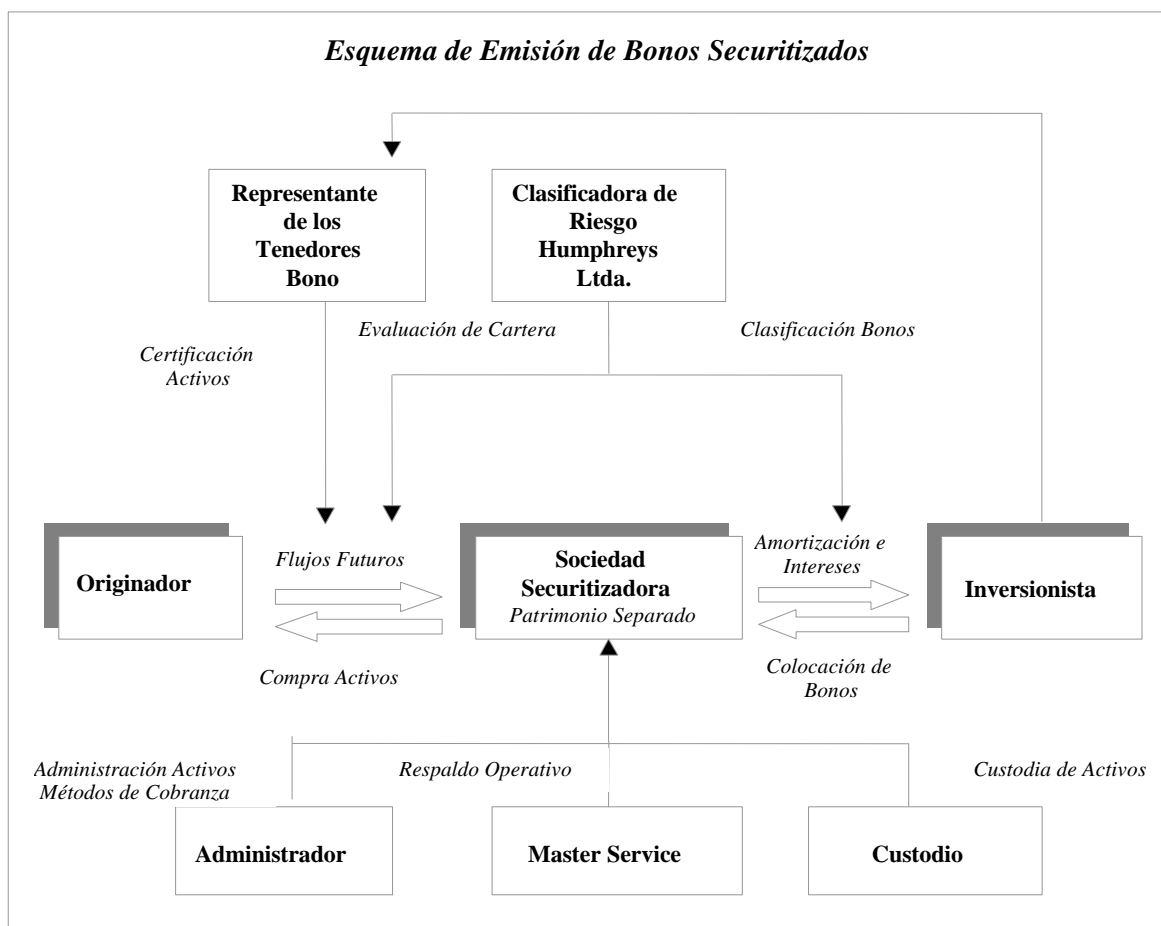 Esquema de Emisión de Bonos Securitizados
Representante
de los
Tenedores
Bono
Clasificadora de
Riesgo
Humphreys
Ltda.
Evaluación de Cartera
Clasificación Bonos
Certificación
Activos
Originador
Flujos Futuros
Compra Activos
Sociedad
Securitizadora
Patrimonio Separado
Amortización e
Intereses
Colocación de
Bonos
Inversionista
Administración Activos
Métodos de Cobranza
Respaldo Operativo
Custodia de Activos
Administrador
Master Service
Custodio